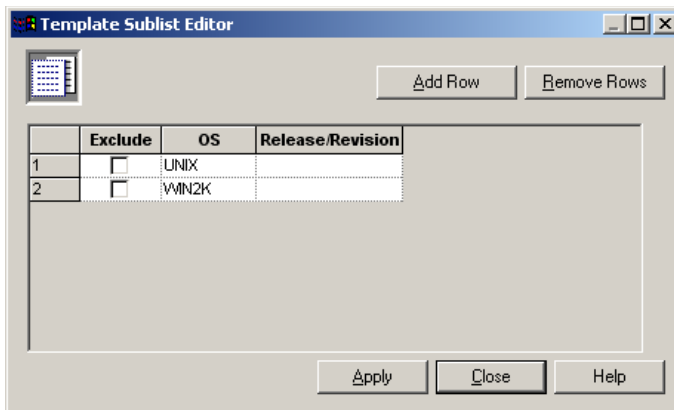 Template Sublist Editor
Add Row Remove Rows
Exclude OS Release/Revision
1 UNIX
2 WIN2K
Apply Close Help